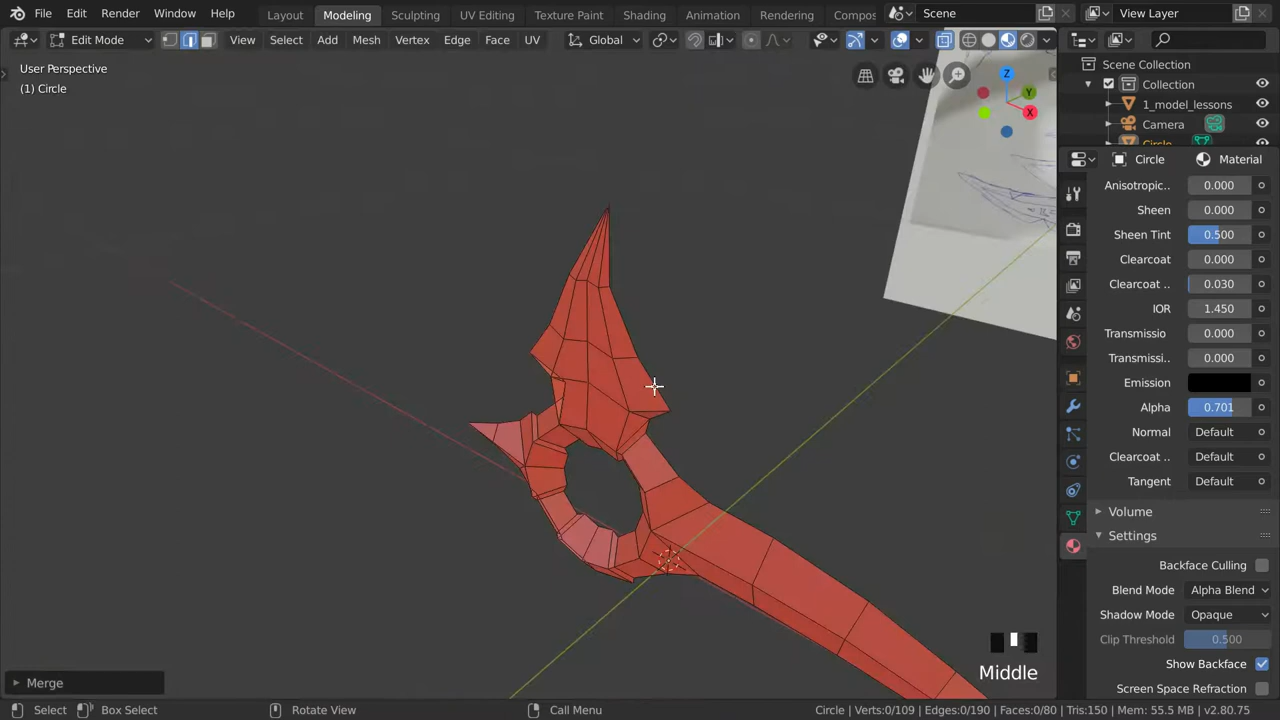 File Edit Render Window Help Layout Modeling Sculpting UV Editing Texture Paint Shading Animation Rendering Compos Scene View Layer
Edit Mode View Select Add Mesh Vertex Edge Face UV Global
User Perspective
(1) Circle
Z
Y
X
Scene Collection
Collection
1_model_lessons
Camera
Circle
Circle Material
Anisotropic.. 0.000
Sheen 0.000
Sheen Tint 0.500
Clearcoat 0.000
Clearcoat .. 0.030
IOR 1.450
Transmissio 0.000
Transmissi.. 0.000
Emission
Alpha 0.701
Normal Default
Clearcoat .. Default
Tangent Default
Volume
Settings
Backface Culling
Blend Mode Alpha Blend
Shadow Mode Opaque
Clip Threshold 0.500
Show Backface
Screen Space Refraction
Middle
Merge
Select Box Select Rotate View Call Menu Circle | Verts:0/109 | Edges:0/190 | Faces:0/80 | Tris:150 | Mem: 55.5 MB | v2.80.75